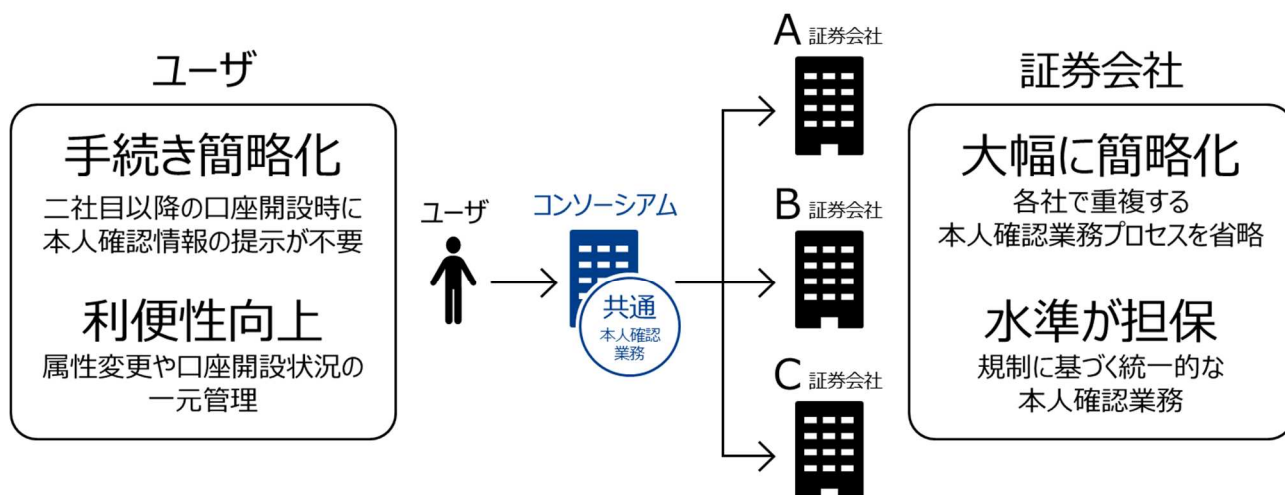 ユーザ
手続き簡略化
二社目以降の口座開設時に
本人確認情報の提示が不要
利便性向上
属性変更や口座開設状況の
一元管理
ユーザ
コンソーシアム
共通
本人確認
業務
A 証券会社
B 証券会社
C 証券会社
証券会社
大幅に簡略化
各社で重複する
本人確認業務プロセスを省略
水準が担保
規制に基づく統一的な
本人確認業務